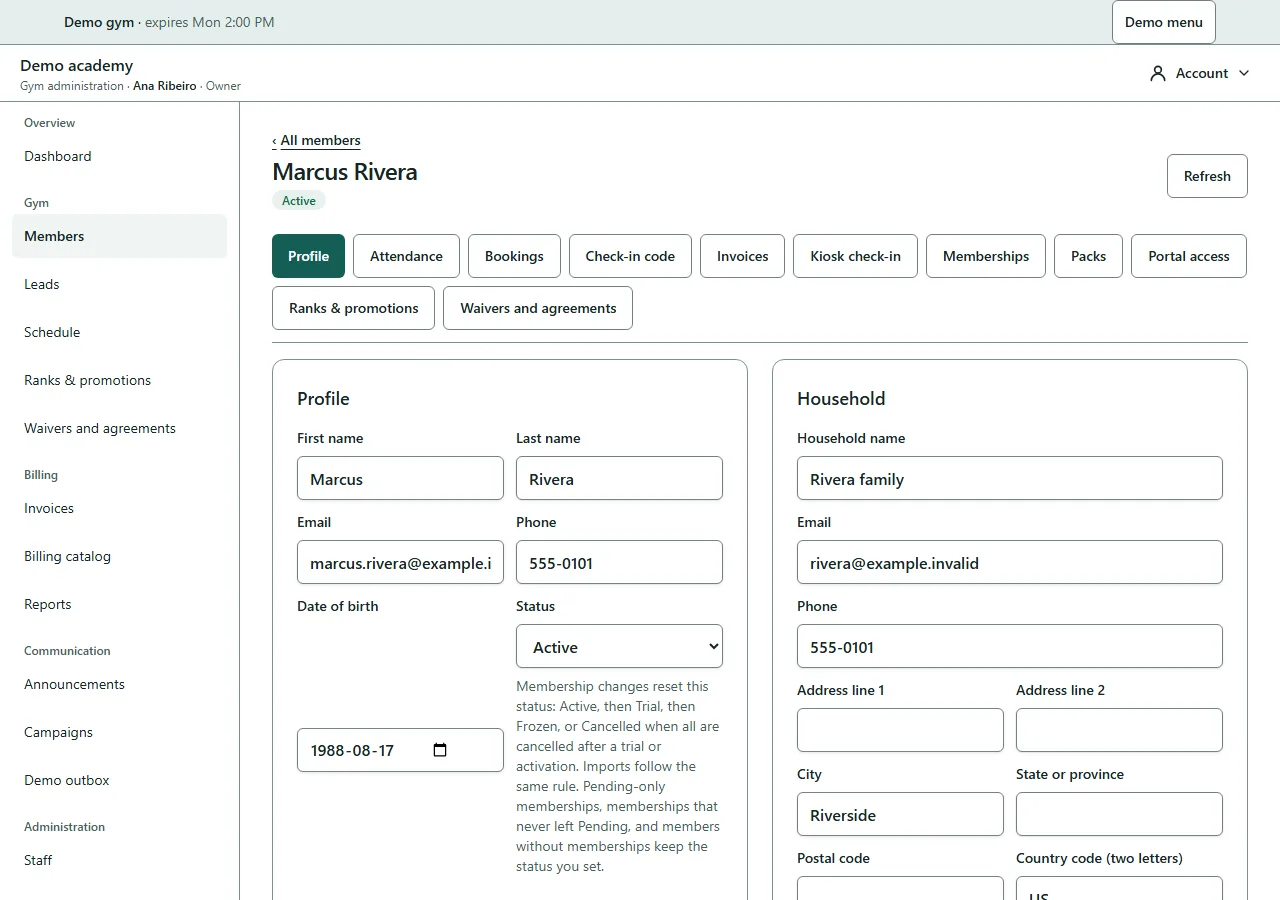 Demo gym · expires Mon 2:00 PM
Demo menu
Demo academy
Gym administration · Ana Ribeiro · Owner
Account
Overview
Dashboard
Gym
Members
Leads
Schedule
Ranks & promotions
Waivers and agreements
Billing
Invoices
Billing catalog
Reports
Communication
Announcements
Campaigns
Demo outbox
Administration
Staff
‹ All members
Marcus Rivera
Active
Refresh
Profile
Attendance
Bookings
Check-in code
Invoices
Kiosk check-in
Memberships
Packs
Portal access
Ranks & promotions
Waivers and agreements
Profile
First name
Last name
Marcus
Rivera
Email
Phone
marcus.rivera@example.i
555-0101
Date of birth
Status
Active
Membership changes reset this
status: Active, then Trial, then
Frozen, or Cancelled when all are
cancelled after a trial or
activation. Imports follow the
same rule. Pending-only
memberships, memberships that
never left Pending, and members
without memberships keep the
status you set.
1988-08-17
Household
Household name
Rivera family
Email
rivera@example.invalid
Phone
555-0101
Address line 1
Address line 2
City
State or province
Riverside
Postal code
Country code (two letters)
US